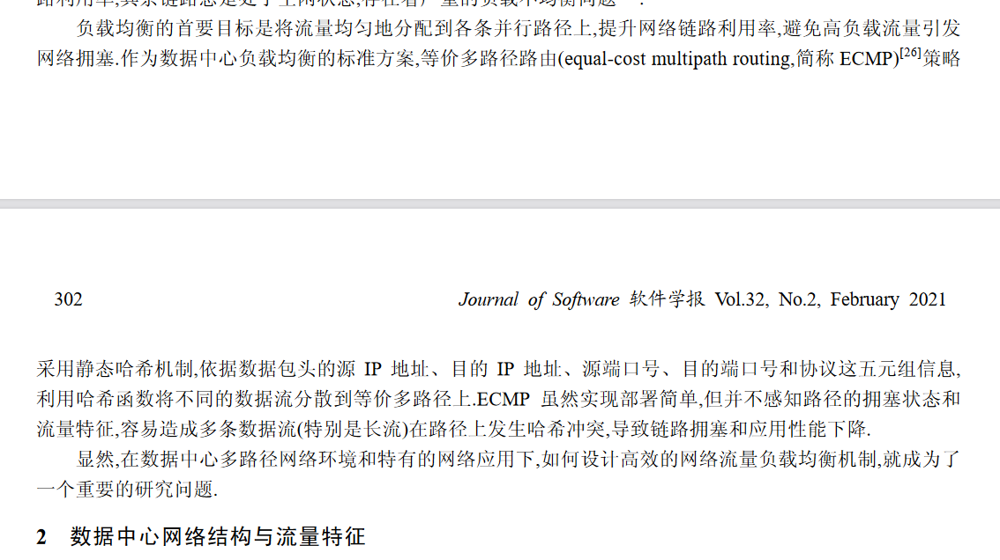 负载均衡的首要目标是将流量均匀地分配到各条并行路径上,提升网络链路利用率,避免高负载流量引发
网络拥塞.作为数据中心负载均衡的标准方案,等价多路径路由(equal-cost multipath routing,简称 ECMP)[26]策略
302
Journal of Software 软件学报 Vol.32, No.2, February 2021
采用静态哈希机制,依据数据包头的源 IP 地址、目的 IP 地址、源端口号、目的端口号和协议这五元组信息,
利用哈希函数将不同的数据流分散到等价多路径上.ECMP 虽然实现部署简单,但并不感知路径的拥塞状态和
流量特征,容易造成多条数据流(特别是长流)在路径上发生哈希冲突,导致链路拥塞和应用性能下降.
显然,在数据中心多路径网络环境和特有的网络应用下,如何设计高效的网络流量负载均衡机制,就成为了
一个重要的研究问题.
2 数据中心网络结构与流量特征